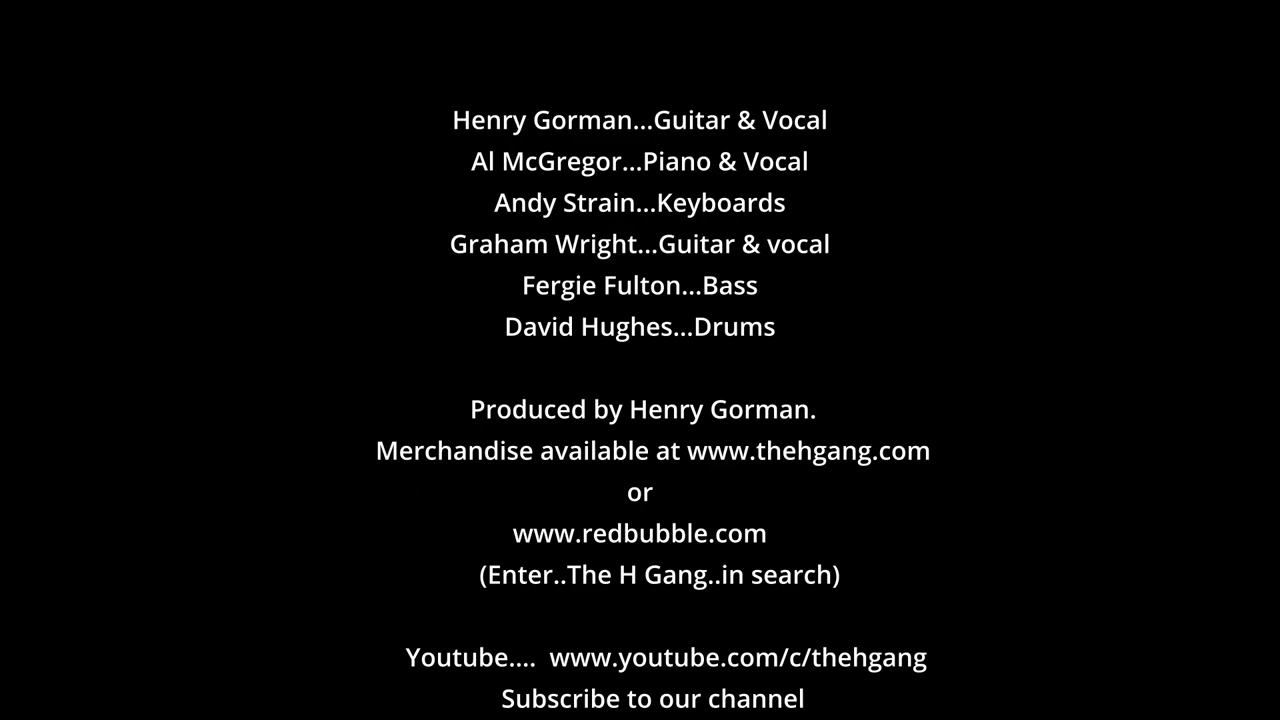 Henry Gorman...Guitar & Vocal
Al McGregor...Piano & Vocal
Andy Strain...Keyboards
Graham Wright...Guitar & vocal
Fergie Fulton...Bass
David Hughes...Drums
Produced by Henry Gorman.
Merchandise available at www.thehgang.com
or
www.redbubble.com
(Enter..The H Gang..in search)
Youtube.... www.youtube.com/c/thehgang
Subscribe to our channel